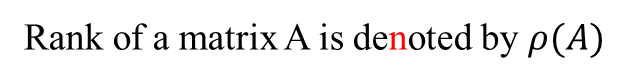 Rank of a matrix A is denoted by 𝜌(𝐴)